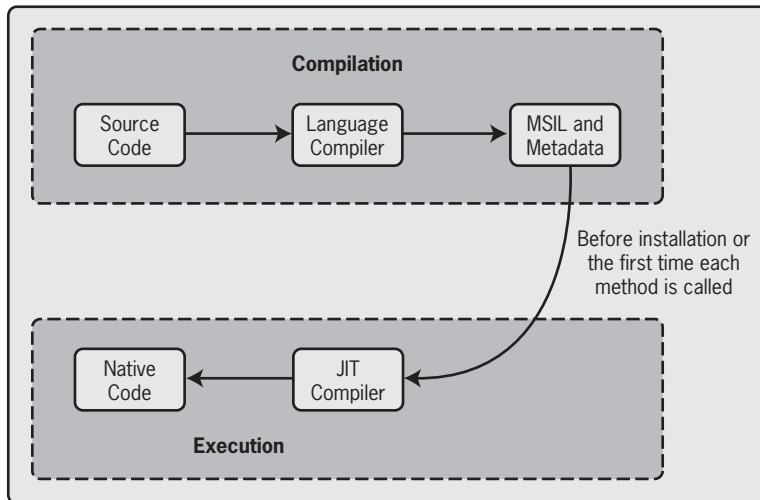 Compilation
Source
Code
Language
Compiler
MSIL and
Metadata
Before installation or
the first time each
method is called
Native
Code
JIT
Compiler
Execution